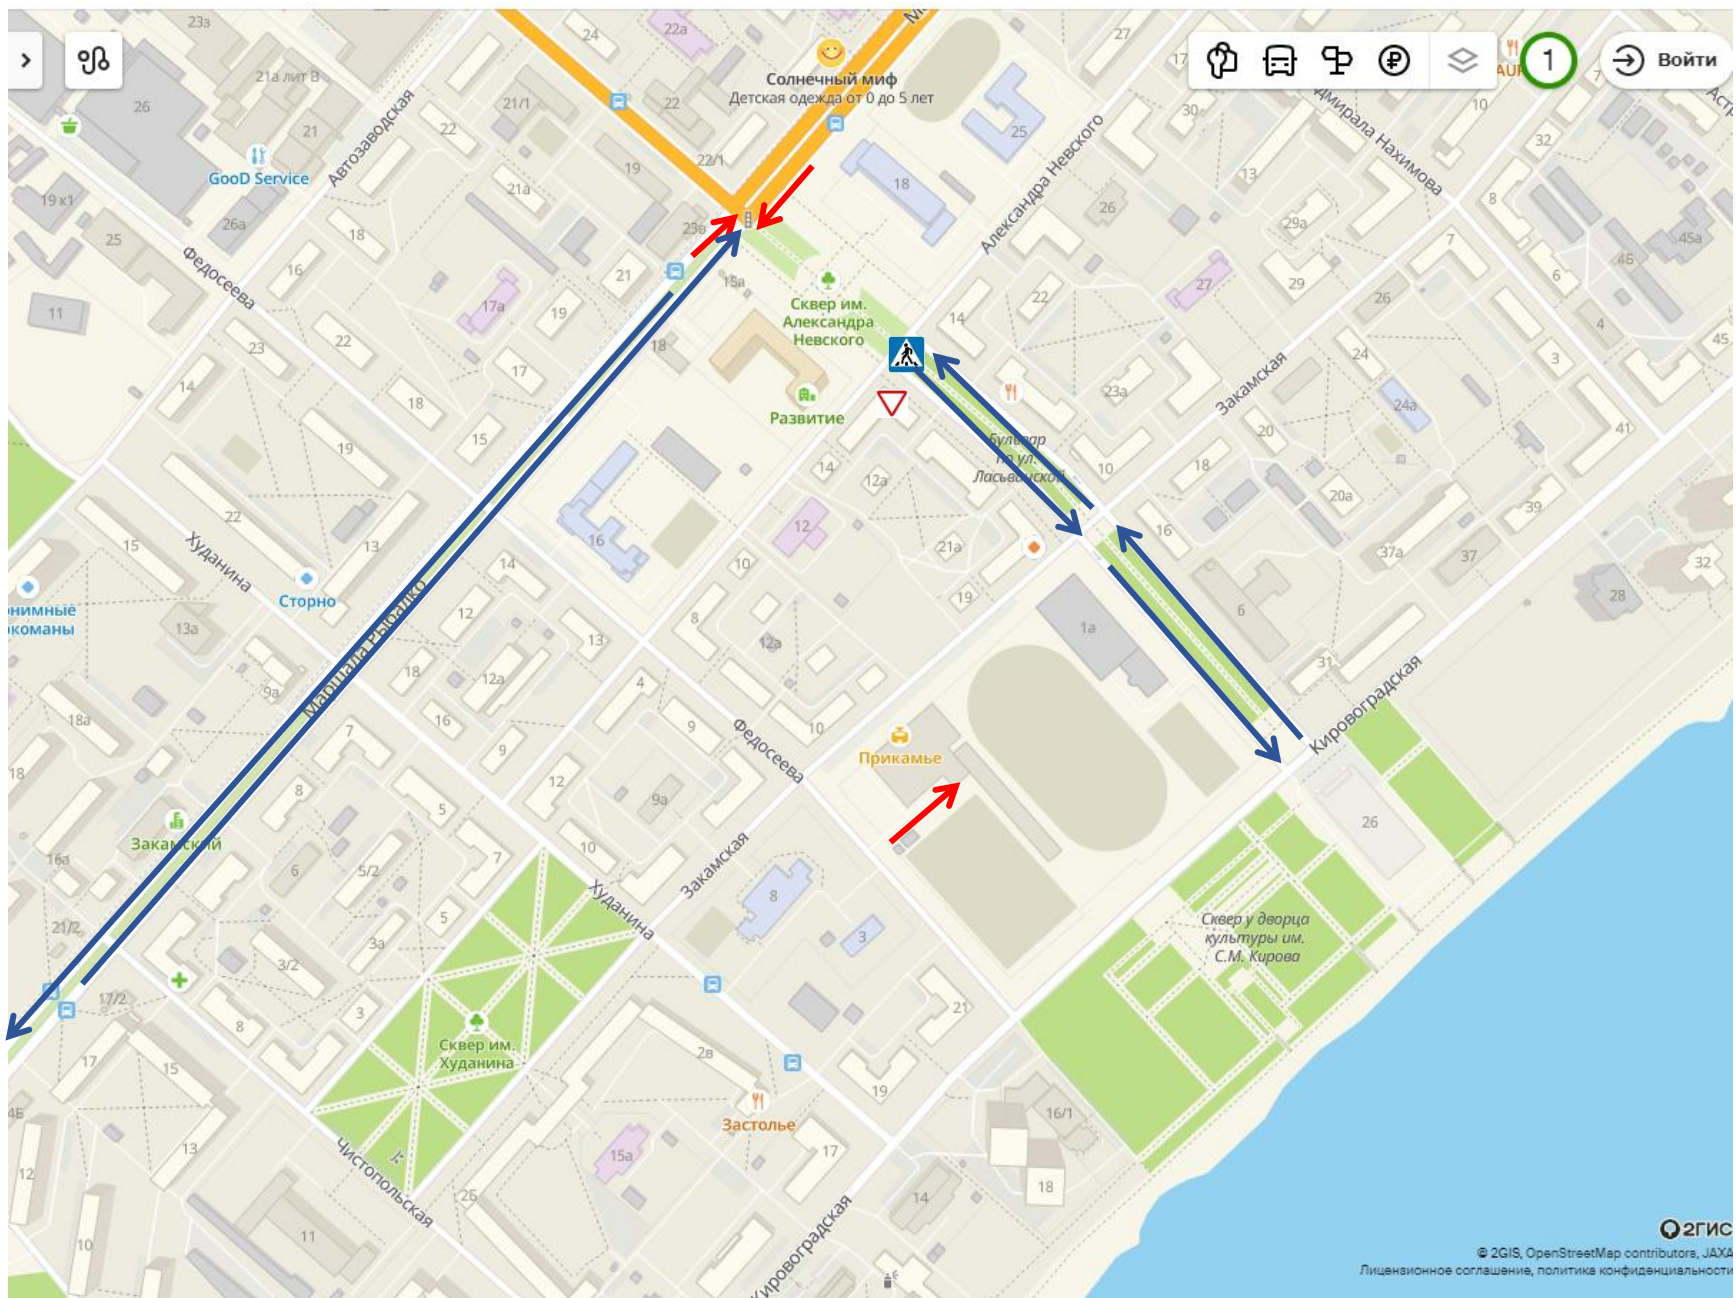 23з
24
22а
27
Солнечный миф
Детская одежда от 0 до 5 лет
1
Войти
21а лит В
26
21/1
22
21
22
25
30
10
32
Адмирала Нахимова
Автозаводская
GooD Service
22/1
19
18
Александра Невского
13
8
19 к1
26а
21а
23в
26
29а
45а
25
18
7
4Б
Федосеева
16
21
15а
27
29
6
17а
Сквер им.
Александра
Невского
22
26
11
19
14
4
22
18
24
45
23
3
17
Закамская
14
23а
24а
18
Развитие
20
41
15
Бульвар
по ул.
Ласьвинской
19
14
12а
10
18
20а
39
22
12
16
Худанина
15
13
16
21а
37а
37
14
10
32
Сторно
19
28
12
6
8
1а
13а
13
12а
Маршала Рыбалко
31
18
12а
4
9а
Кировоградская
18а
16
10
9
7
Федосеева
9
Прикамье
18
12
8
9а
5
26
Закамский
10
16а
7
Закамская
6
5/2
8
Худанина
5
21/2
3
Сквер у дворца
культуры им.
С.М. Кирова
3а
3/2
17/2
21
3
8
Сквер им.
Худанина
2в
17
15
19
4Б
16/1
Застолье
13
Чистопольская
15а
17
12
18
14
2Б
11
Кировоградская
10
2ГИС
© 2GIS, OpenStreetMap contributors, JAXA
Лицензионное соглашение, политика конфиденциальности